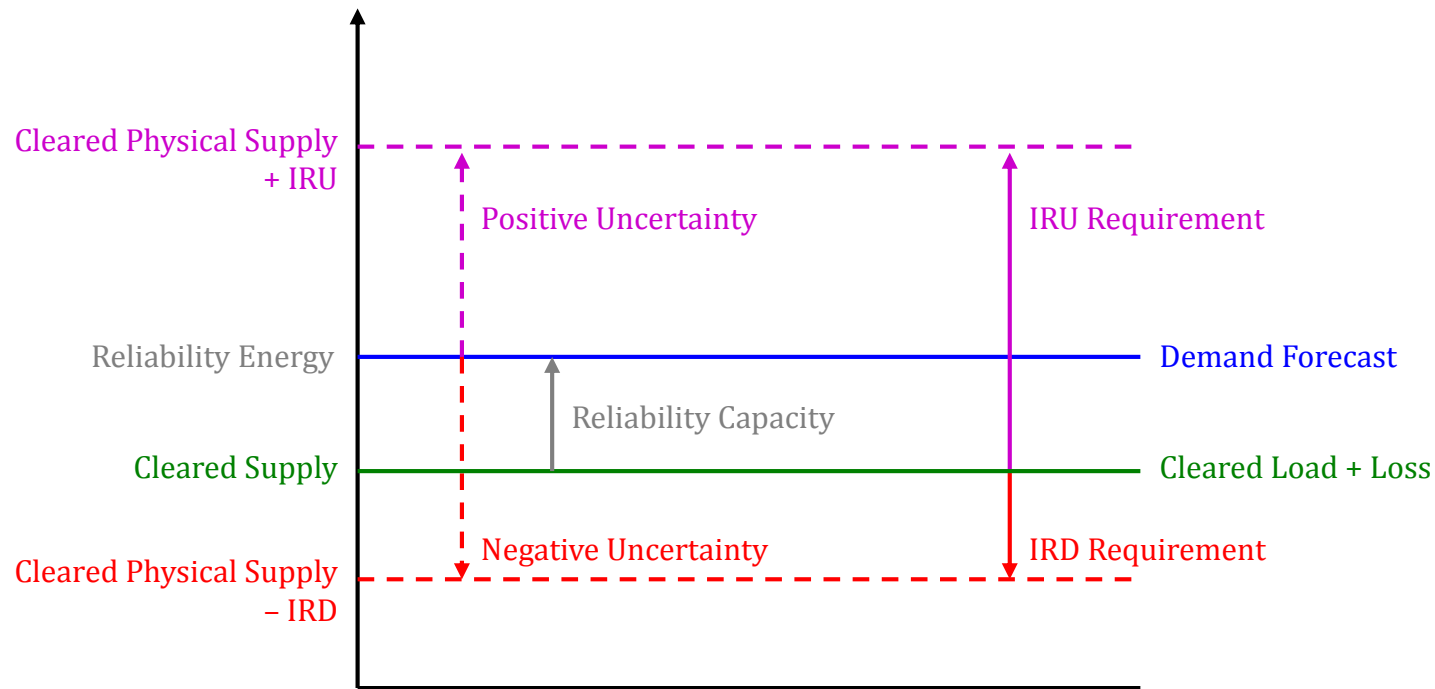 Cleared Physical Supply
+ IRU
Positive Uncertainty
IRU Requirement
Reliability Energy
Demand Forecast
Reliability Capacity
Cleared Supply
Cleared Load + Loss
Negative Uncertainty
IRD Requirement
Cleared Physical Supply
– IRD